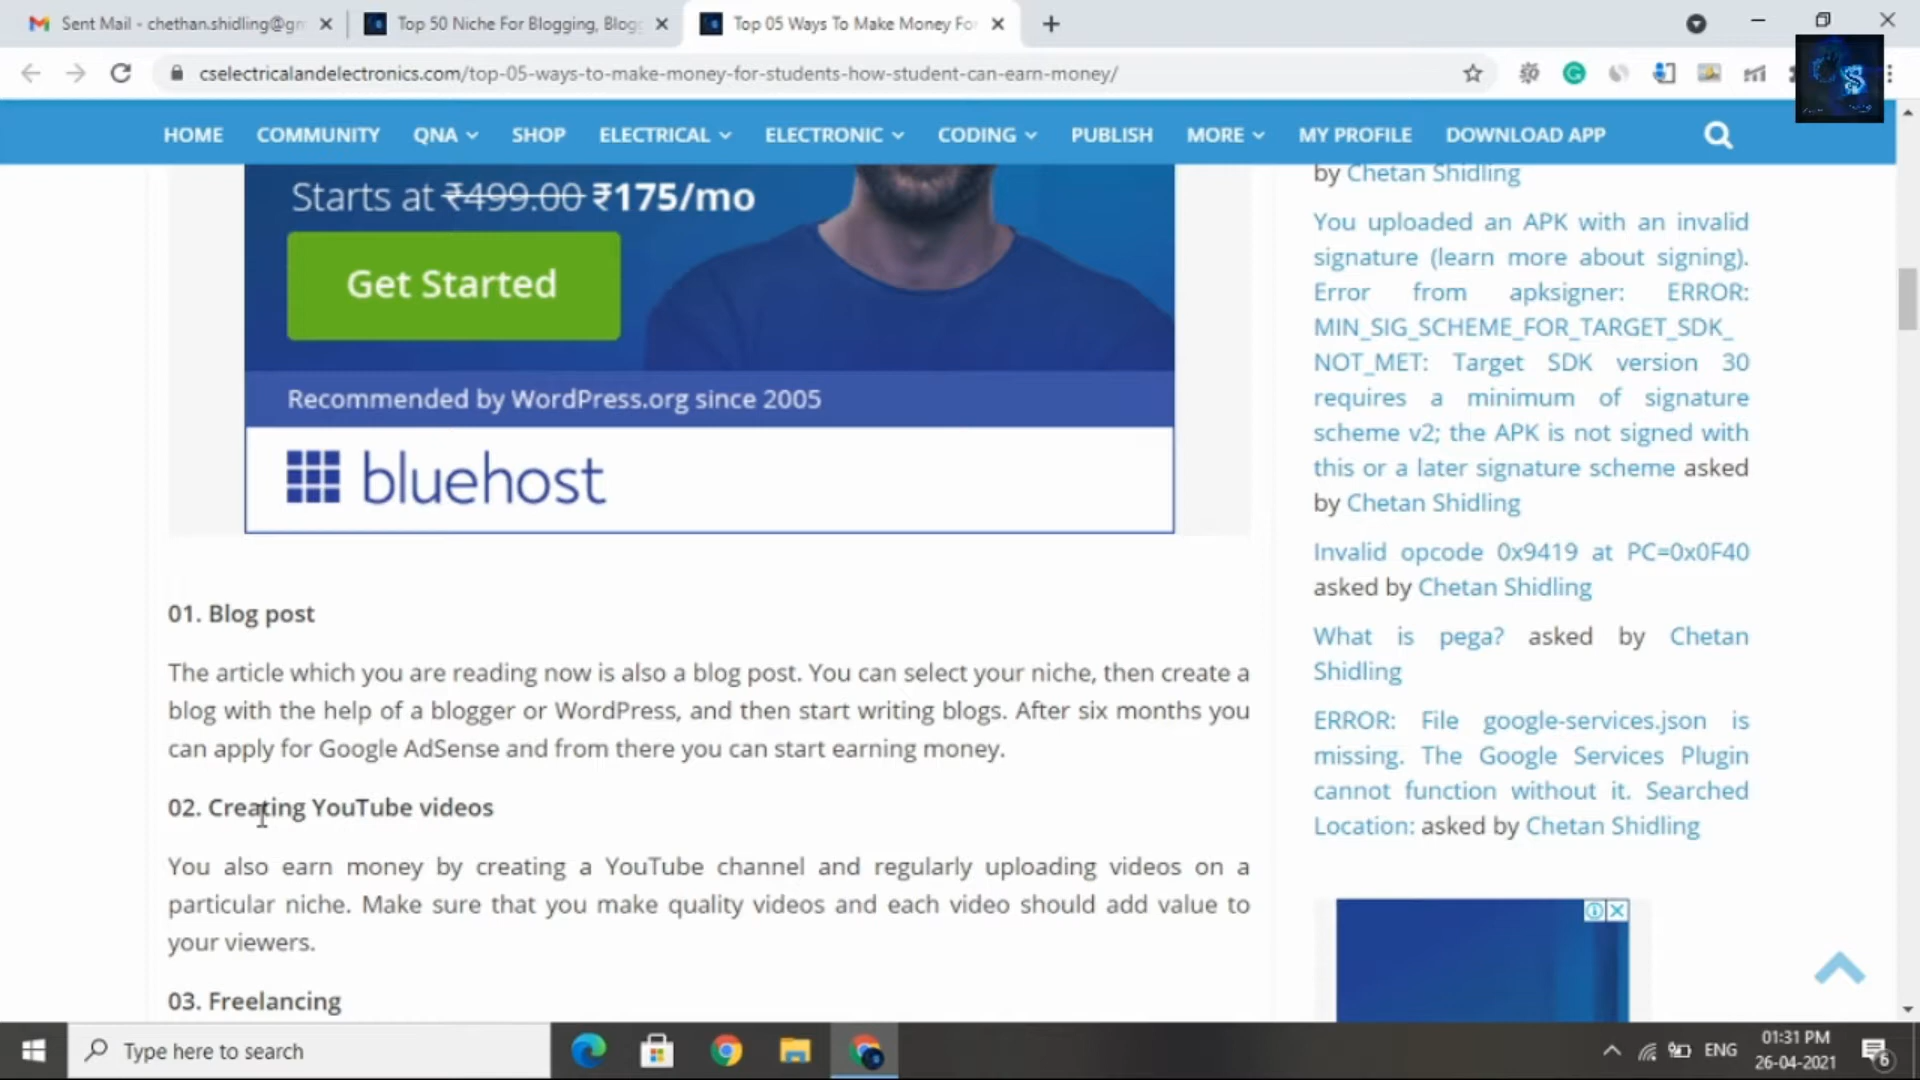 Sent Mail - chethan.shidling@gm
Top 50 Niche For Blogging, Blog
Top 05 Ways To Make Money For
cselectricalandelectronics.com/top-05-ways-to-make-money-for-students-how-student-can-earn-money/
HOME COMMUNITY QNA SHOP ELECTRICAL ELECTRONIC CODING PUBLISH MORE MY PROFILE DOWNLOAD APP
Starts at ₹499.00 ₹175/mo
Get Started
Recommended by WordPress.org since 2005
bluehost
01. Blog post
The article which you are reading now is also a blog post. You can select your niche, then create a
blog with the help of a blogger or WordPress, and then start writing blogs. After six months you
can apply for Google AdSense and from there you can start earning money.
02. Creating YouTube videos
You also earn money by creating a YouTube channel and regularly uploading videos on a
particular niche. Make sure that you make quality videos and each video should add value to
your viewers.
03. Freelancing
by Chetan Shidling
You uploaded an APK with an invalid
signature (learn more about signing).
Error from apksigner: ERROR:
MIN_SIG_SCHEME_FOR_TARGET_SDK_
NOT_MET: Target SDK version 30
requires a minimum of signature
scheme v2; the APK is not signed with
this or a later signature scheme asked
by Chetan Shidling
Invalid opcode 0x9419 at PC=0x0F40
asked by Chetan Shidling
What is pega? asked by Chetan
Shidling
ERROR: File google-services.json is
missing. The Google Services Plugin
cannot function without it. Searched
Location: asked by Chetan Shidling
Type here to search
ENG
01:31 PM
26-04-2021
6